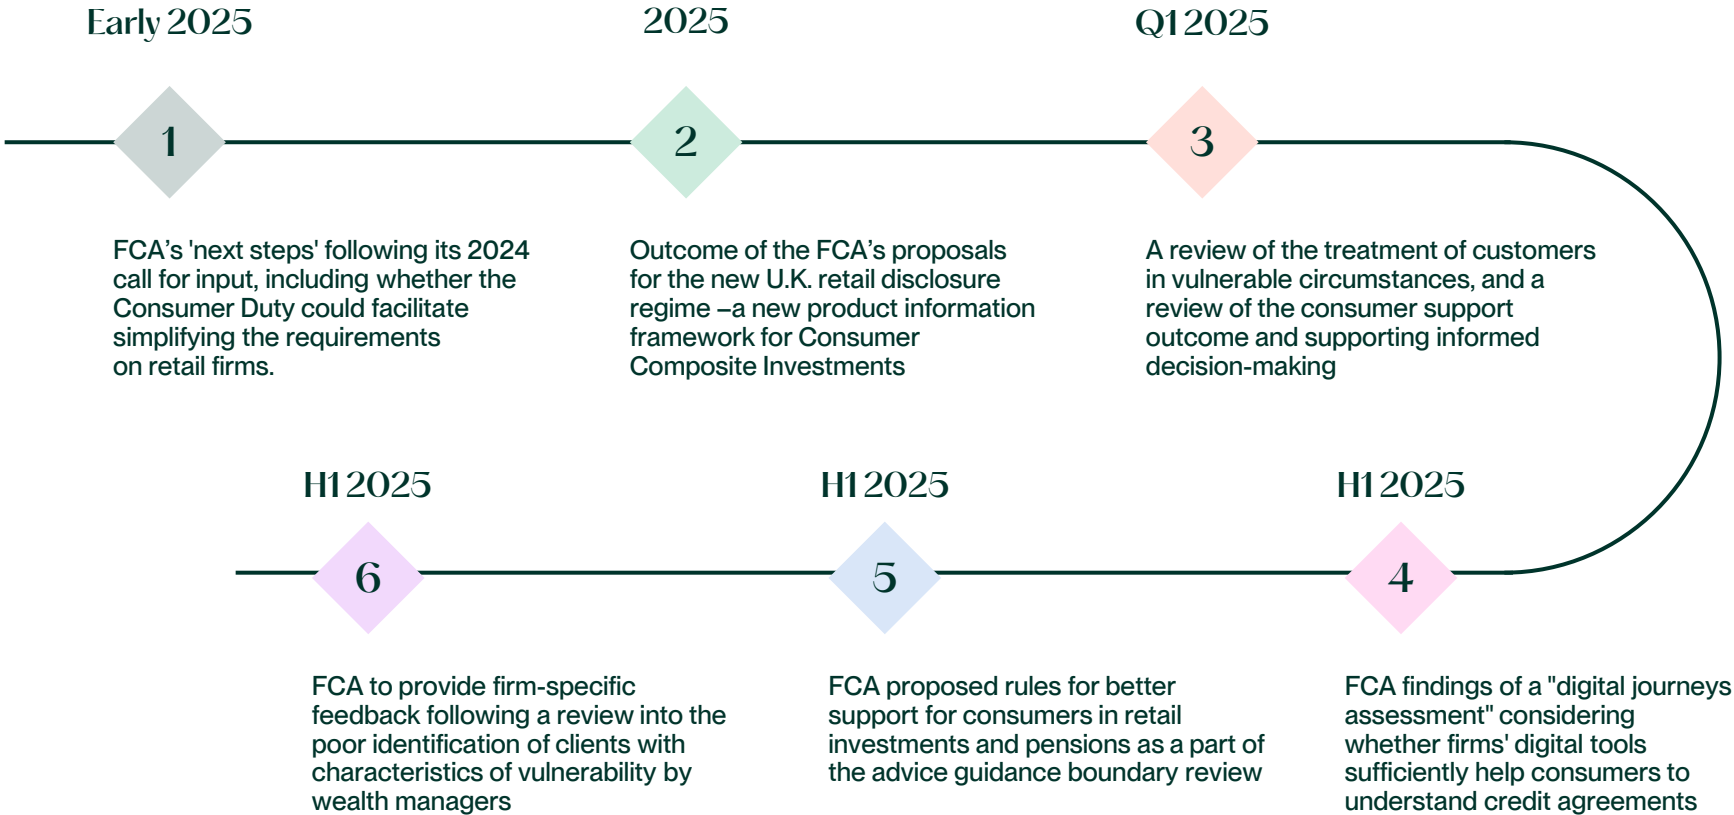 Early 2025
1
FCA’s 'next steps' following its 2024
call for input, including whether the
Consumer Duty could facilitate
simplifying the requirements
on retail firms.
2025
2
Outcome of the FCA’s proposals
for the new U.K. retail disclosure
regime –a new product information
framework for Consumer
Composite Investments
Q1 2025
3
A review of the treatment of customers
in vulnerable circumstances, and a
review of the consumer support
outcome and supporting informed
decision-making
H1 2025
4
FCA findings of a "digital journeys
assessment" considering
whether firms' digital tools
sufficiently help consumers to
understand credit agreements
H1 2025
5
FCA proposed rules for better
support for consumers in retail
investments and pensions as a part of
the advice guidance boundary review
H1 2025
6
FCA to provide firm-specific
feedback following a review into the
poor identification of clients with
characteristics of vulnerability by
wealth managers